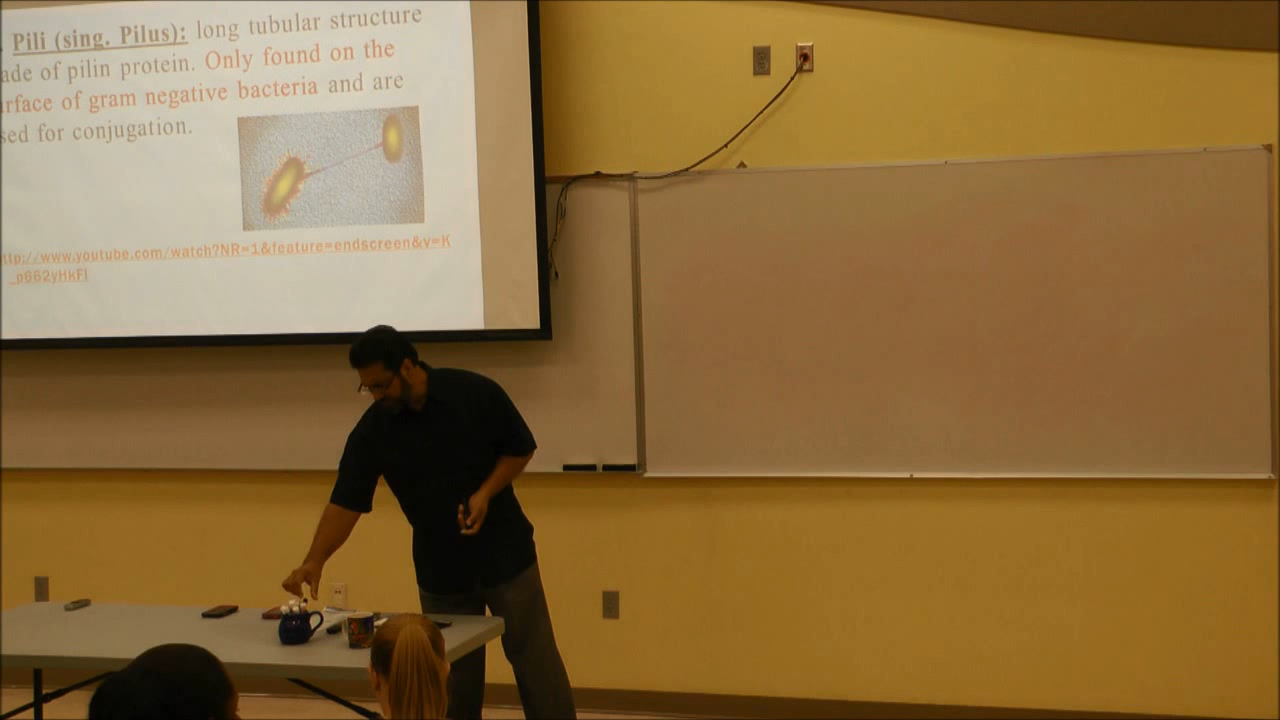 . Pili (sing. Pilus): long tubular structure
ade of pilin protein. Only found on the
rface of gram negative bacteria and are
sed for conjugation.
ttp://www.youtube.com/watch?NR=1&feature=endscreen&v=K
_p662yHkFI